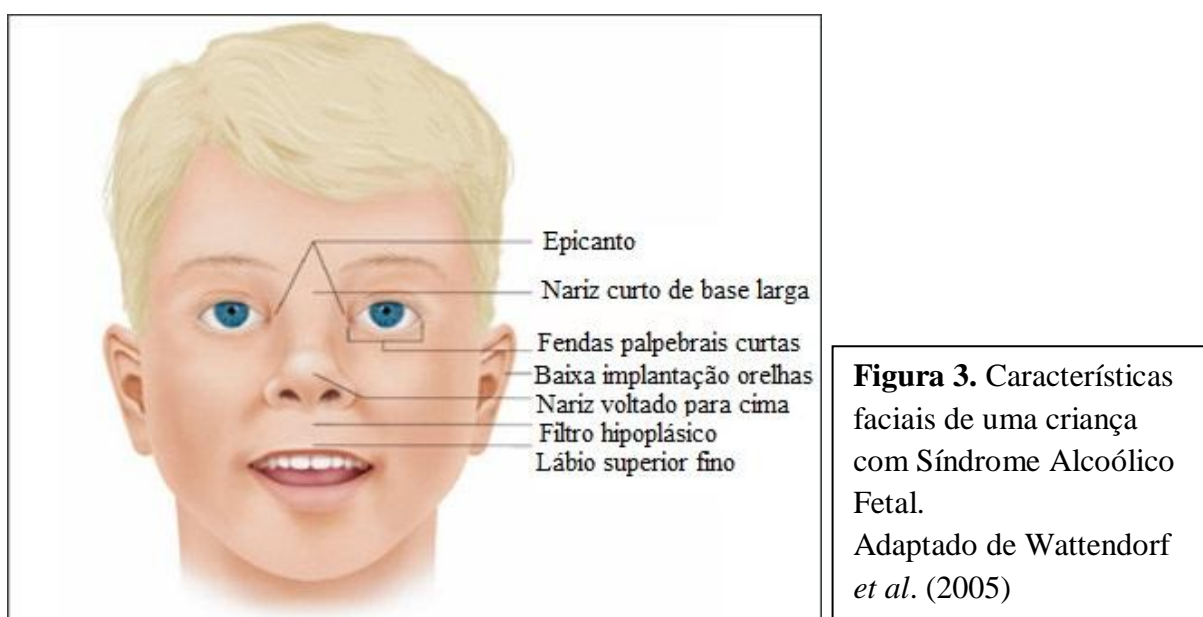 Epicanto
Nariz curto de base larga
Fendas palpebrais curtas
Baixa implantação orelhas
Nariz voltado para cima
Filtro hipoplásico
Lábio superior fino
Figura 3. Características
faciais de uma criança
com Síndrome Alcoólico
Fetal.
Adaptado de Wattendorf
et al. (2005)